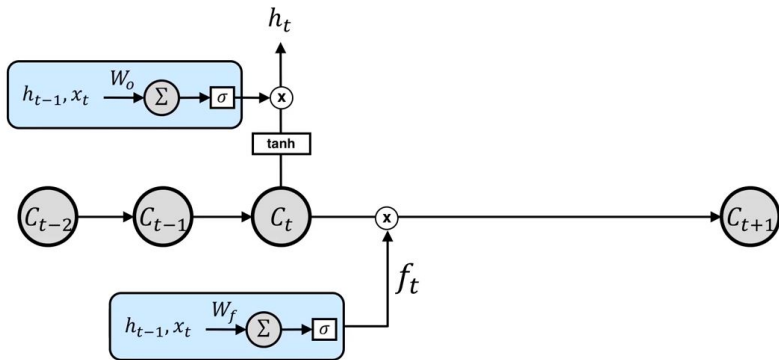 h_t
W_o
h_{t-1}, x_t Σ σ x
tanh
C_{t-2} C_{t-1} C_t x C_{t+1}
f_t
W_f
h_{t-1}, x_t Σ σ